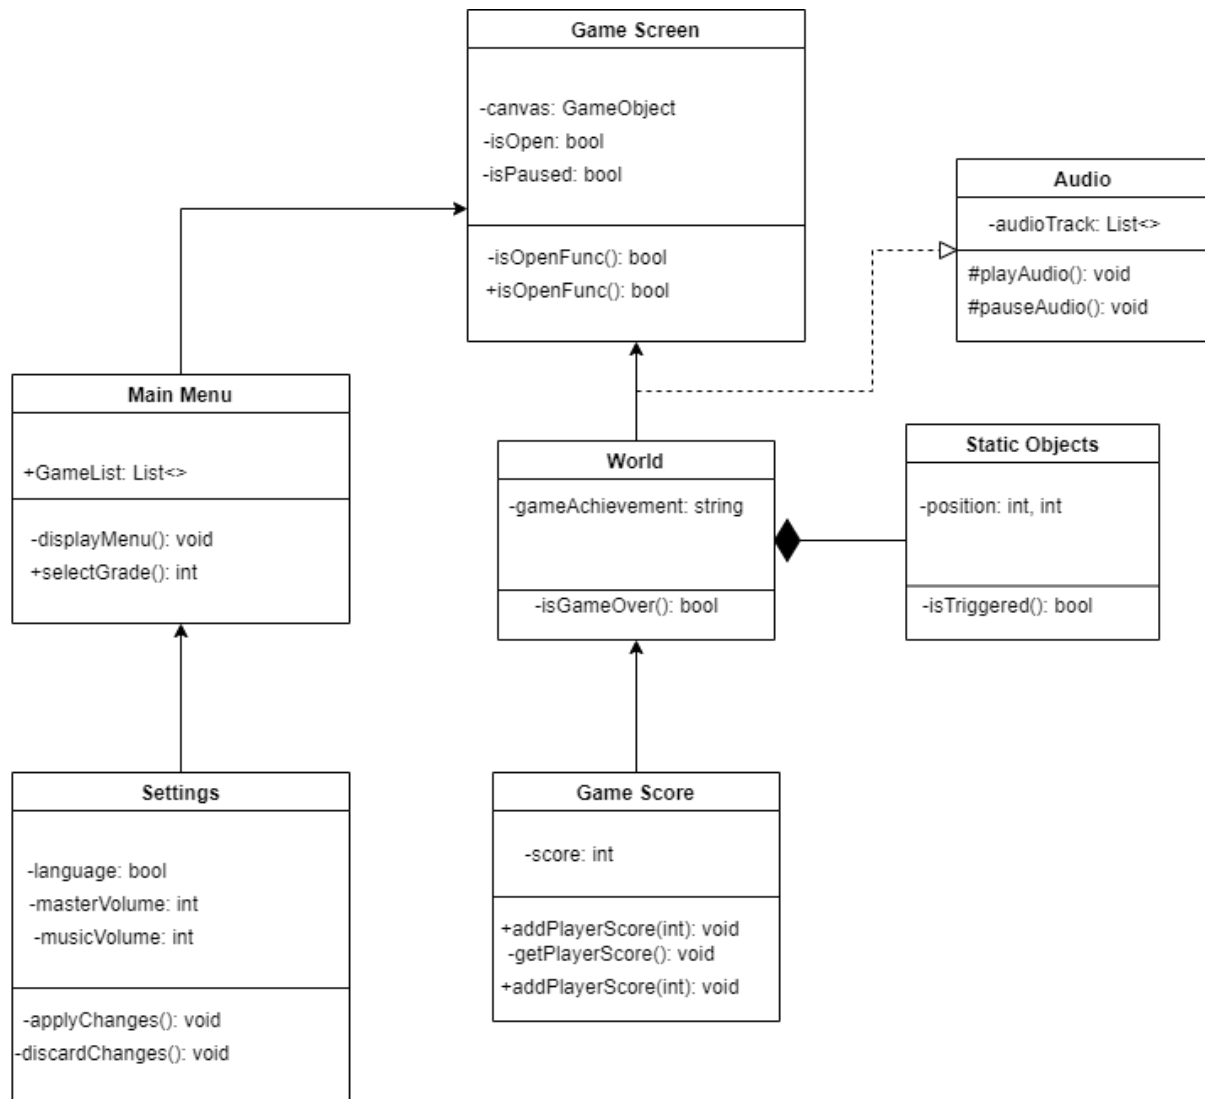 Game Screen
-canvas: GameObject
-isOpen: bool
-isPaused: bool
-isOpenFunc(): bool
+isOpenFunc(): bool
Audio
-audioTrack: List<>
#playAudio(): void
#pauseAudio(): void
Main Menu
+GameList: List<>
-displayMenu(): void
+selectGrade(): int
World
-gameAchievement: string
-isGameOver(): bool
Static Objects
-position: int, int
-isTriggered(): bool
Settings
-language: bool
-masterVolume: int
-musicVolume: int
-applyChanges(): void
-discardChanges(): void
Game Score
-score: int
+addPlayerScore(int): void
-getPlayerScore(): void
+addPlayerScore(int): void